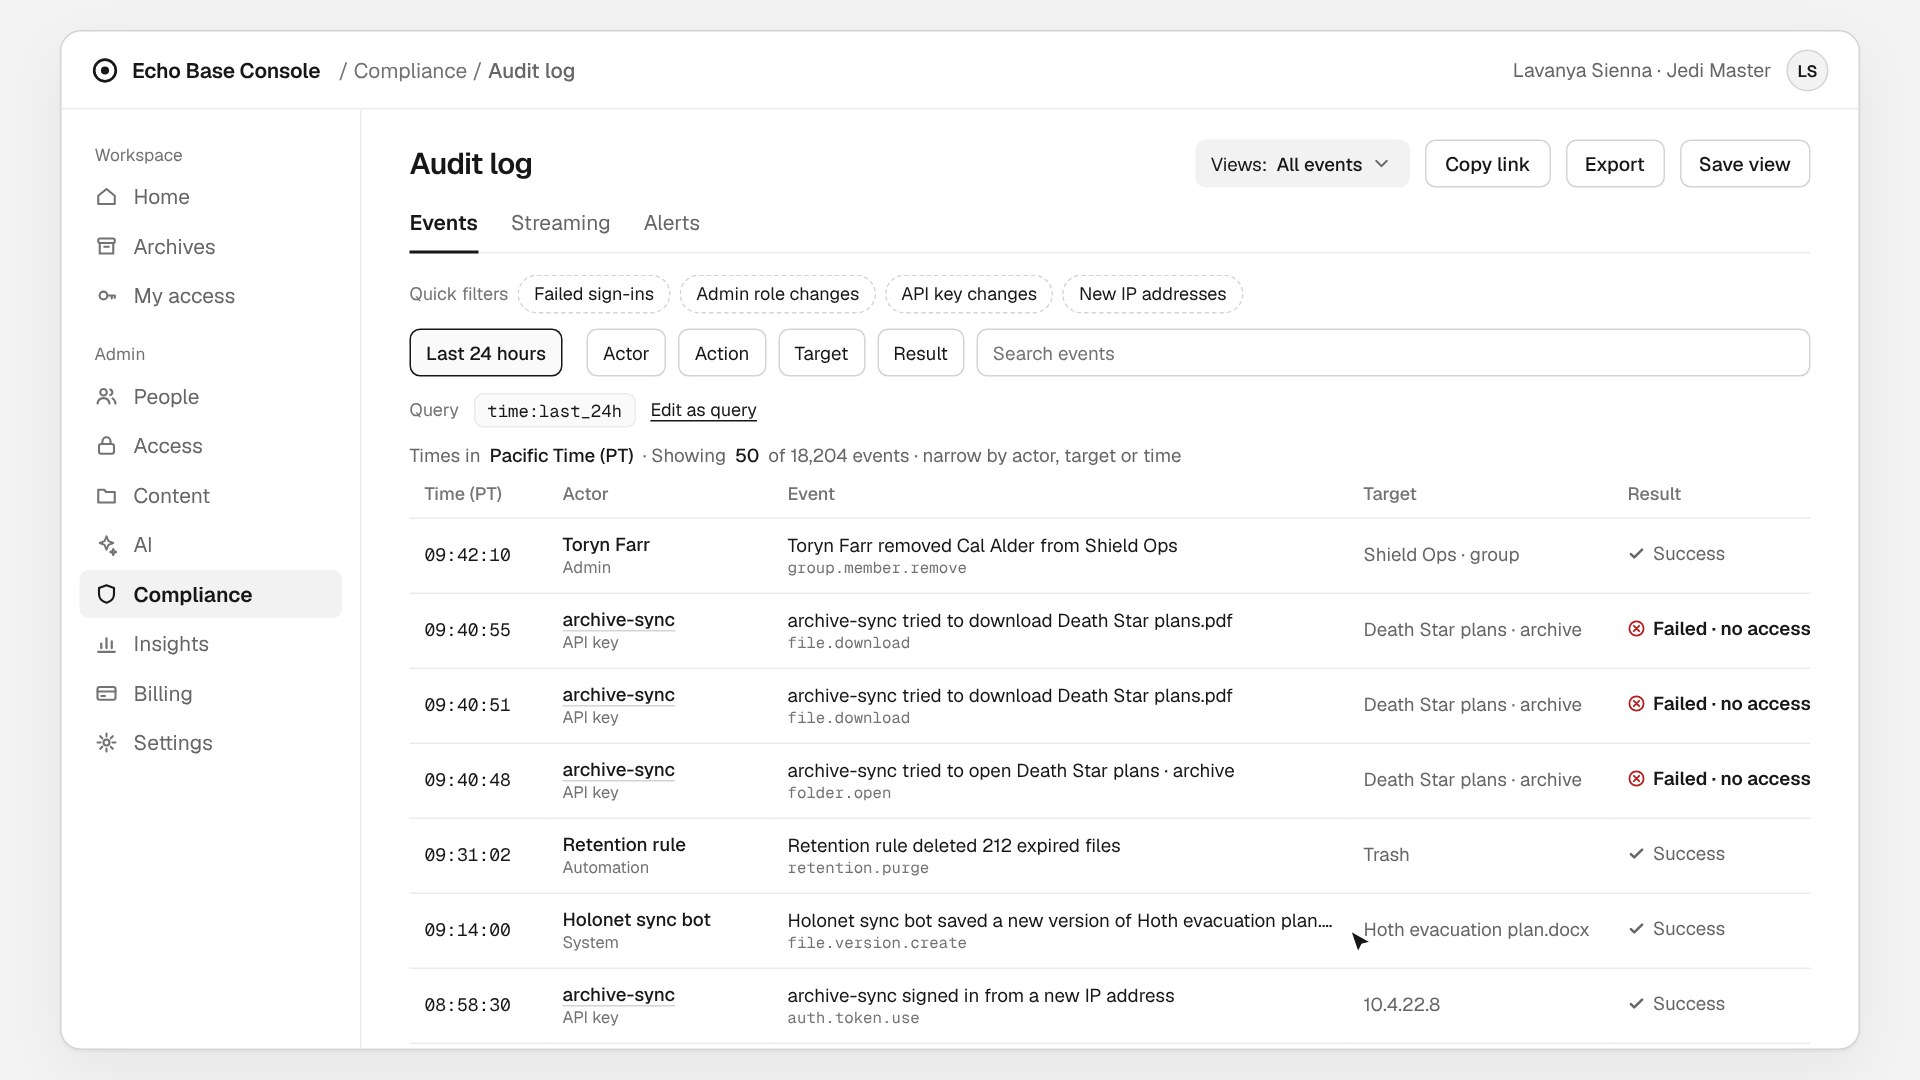 Echo Base Console / Compliance / Audit log
Lavanya Sienna · Jedi Master LS
Workspace
Home
Archives
My access
Admin
People
Access
Content
AI
Compliance
Insights
Billing
Settings
Audit log
Views: All events Copy link Export Save view
Events Streaming Alerts
Quick filters Failed sign-ins Admin role changes API key changes New IP addresses
Last 24 hours Actor Action Target Result Search events
Query time:last_24h Edit as query
Times in Pacific Time (PT) · Showing 50 of 18,204 events · narrow by actor, target or time
Time (PT) Actor Event Target Result
09:42:10 Toryn Farr Toryn Farr removed Cal Alder from Shield Ops Shield Ops · group Success
Admin group.member.remove
09:40:55 archive-sync archive-sync tried to download Death Star plans.pdf Death Star plans · archive Failed · no access
API key file.download
09:40:51 archive-sync archive-sync tried to download Death Star plans.pdf Death Star plans · archive Failed · no access
API key file.download
09:40:48 archive-sync archive-sync tried to open Death Star plans · archive Death Star plans · archive Failed · no access
API key folder.open
09:31:02 Retention rule Retention rule deleted 212 expired files Trash Success
Automation retention.purge
09:14:00 Holonet sync bot Holonet sync bot saved a new version of Hoth evacuation plan.... Hoth evacuation plan.docx Success
System file.version.create
08:58:30 archive-sync archive-sync signed in from a new IP address 10.4.22.8 Success
API key auth.token.use